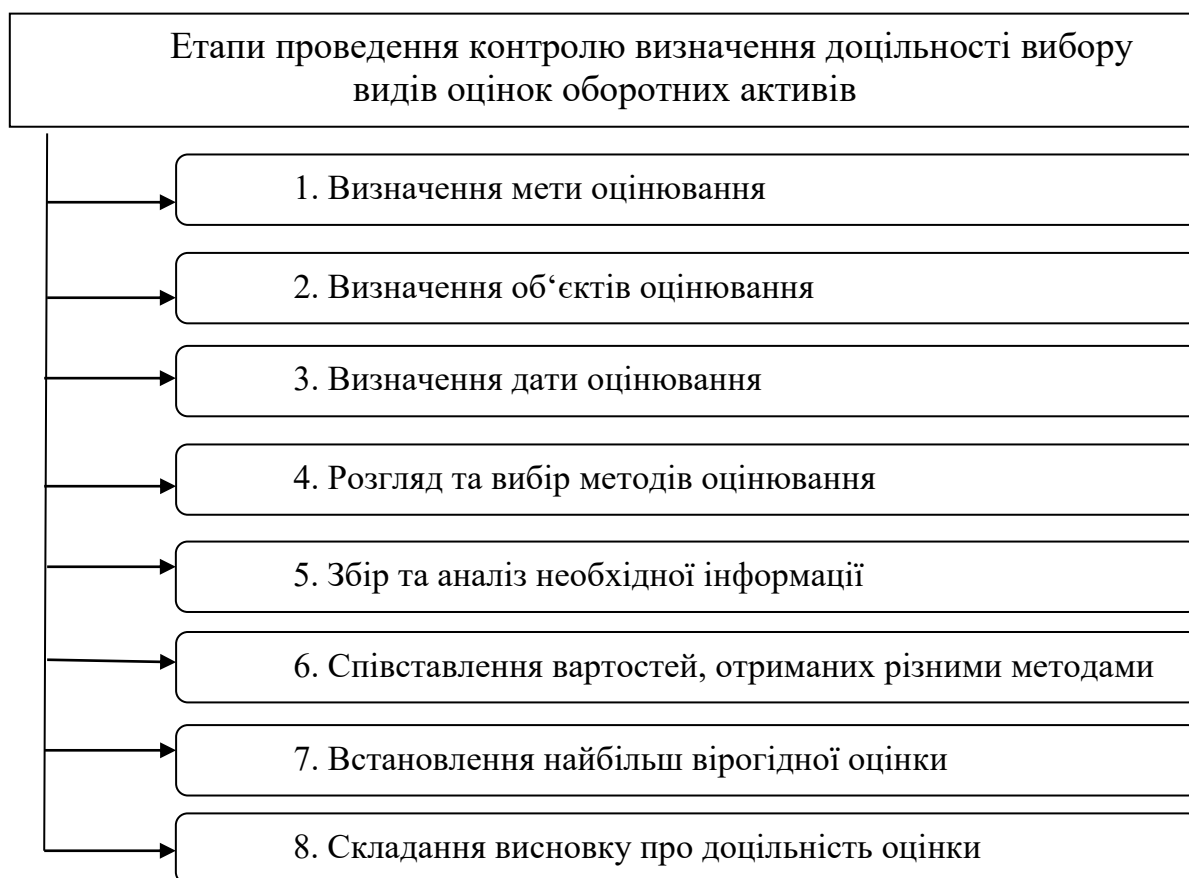 Етапи проведення контролю визначення доцільності вибору
видів оцінок оборотних активів
1. Визначення мети оцінювання
2. Визначення об‘єктів оцінювання
3. Визначення дати оцінювання
4. Розгляд та вибір методів оцінювання
5. Збір та аналіз необхідної інформації
6. Співставлення вартостей, отриманих різними методами
7. Встановлення найбільш вірогідної оцінки
8. Складання висновку про доцільність оцінки